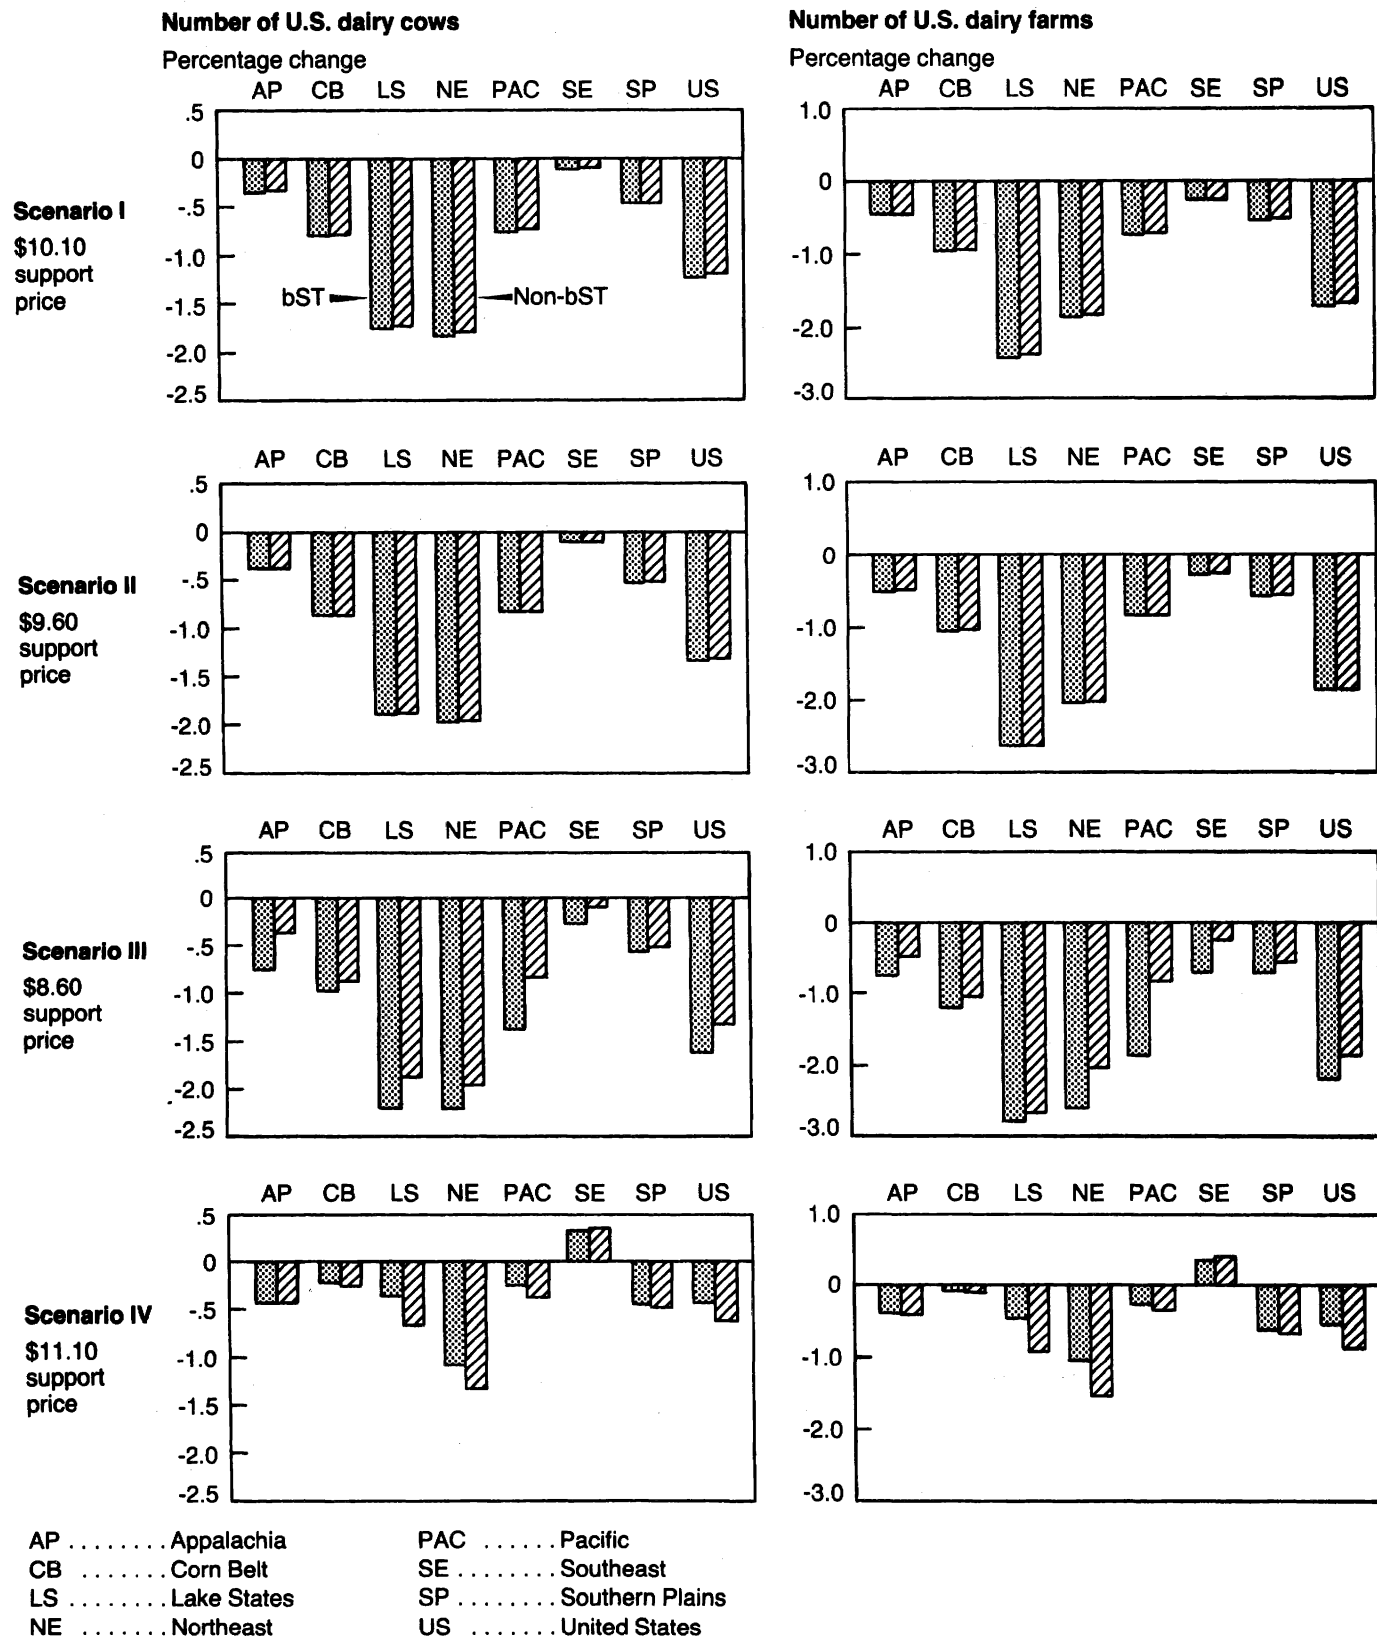 Number of U.S. dairy cows
Percentage change
AP CB LS NE PAC SE SP US
.5
0
-.5
-1.0
-1.5
-2.0
-2.5
bST
Non-bST
Number of U.S. dairy farms
Percentage change
AP CB LS NE PAC SE SP US
1.0
0
-1.0
-2.0
-3.0
Scenario I
$10.10
support
price
AP CB LS NE PAC SE SP US
.5
0
-.5
-1.0
-1.5
-2.0
-2.5
AP CB LS NE PAC SE SP US
1.0
0
-1.0
-2.0
-3.0
Scenario II
$9.60
support
price
AP CB LS NE PAC SE SP US
.5
0
-.5
-1.0
-1.5
-2.0
-2.5
AP CB LS NE PAC SE SP US
1.0
0
-1.0
-2.0
-3.0
Scenario III
$8.60
support
price
AP CB LS NE PAC SE SP US
.5
0
-.5
-1.0
-1.5
-2.0
-2.5
AP CB LS NE PAC SE SP US
1.0
0
-1.0
-2.0
-3.0
Scenario IV
$11.10
support
price
AP ........ Appalachia
CB ....... Corn Belt
LS ........ Lake States
NE ....... Northeast
PAC ...... Pacific
SE ........ Southeast
SP ........ Southern Plains
US ....... United States